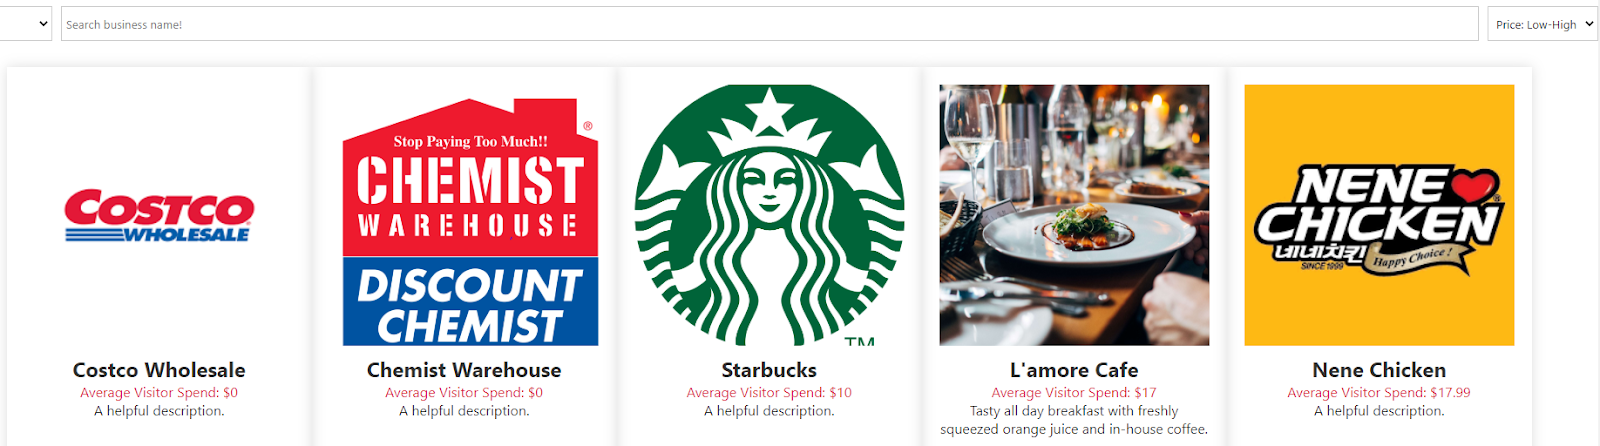 Search business name!
Price: Low-High
COSTCO
WHOLESALE
Stop Paying Too Much!!
®
CHEMIST
WAREHOUSE
DISCOUNT
CHEMIST
TM
NENE
CHICKEN
네네치킨
SINCE 1999
Happy Choice!
Costco Wholesale
Average Visitor Spend: $0
A helpful description.
Chemist Warehouse
Average Visitor Spend: $0
A helpful description.
Starbucks
Average Visitor Spend: $10
A helpful description.
L'amore Cafe
Average Visitor Spend: $17
Tasty all day breakfast with freshly
squeezed orange juice and in-house coffee.
Nene Chicken
Average Visitor Spend: $17.99
A helpful description.